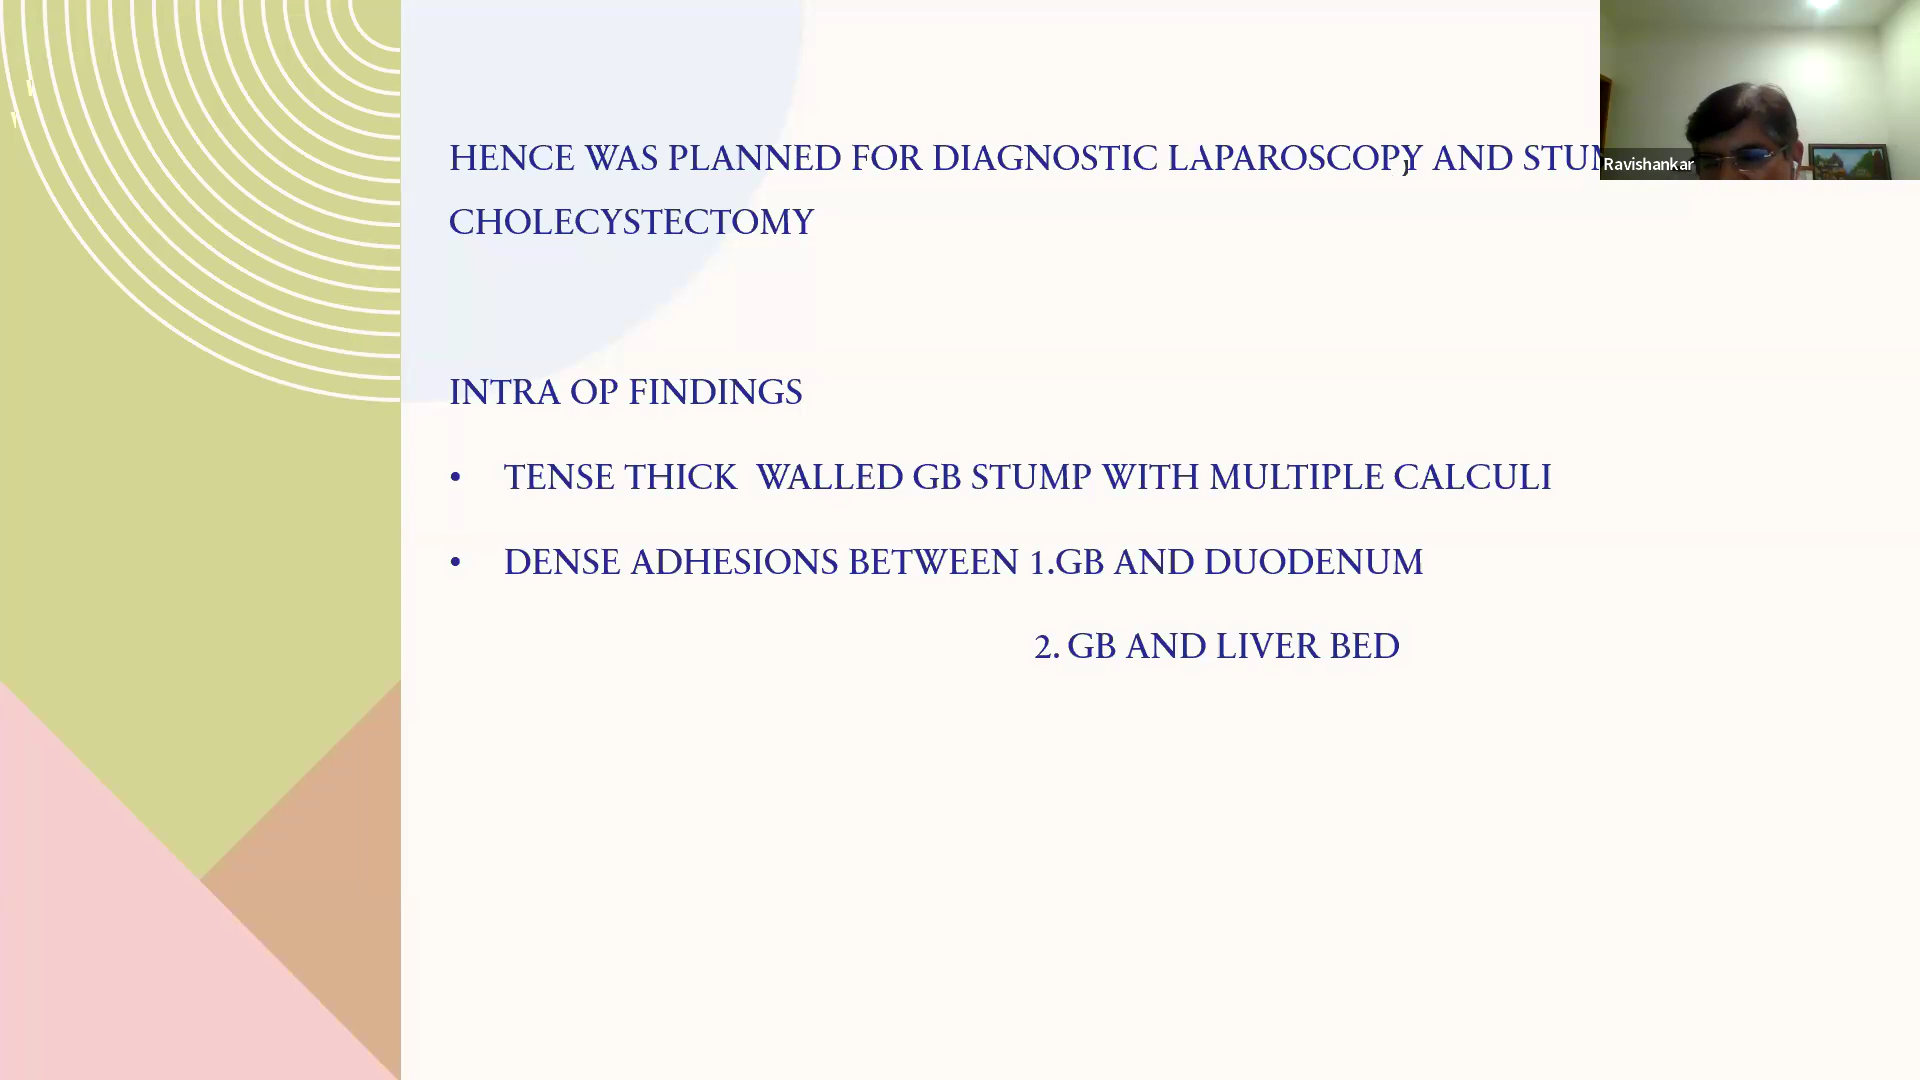 HENCE WAS PLANNED FOR DIAGNOSTIC LAPAROSCOPY AND
CHOLECYSTECTOMY
INTRA OP FINDINGS
• TENSE THICK WALLED GB STUMP WITH MULTIPLE CALCULI
• DENSE ADHESIONS BETWEEN 1.GB AND DUODENUM
2. GB AND LIVER BED
Ravishankar